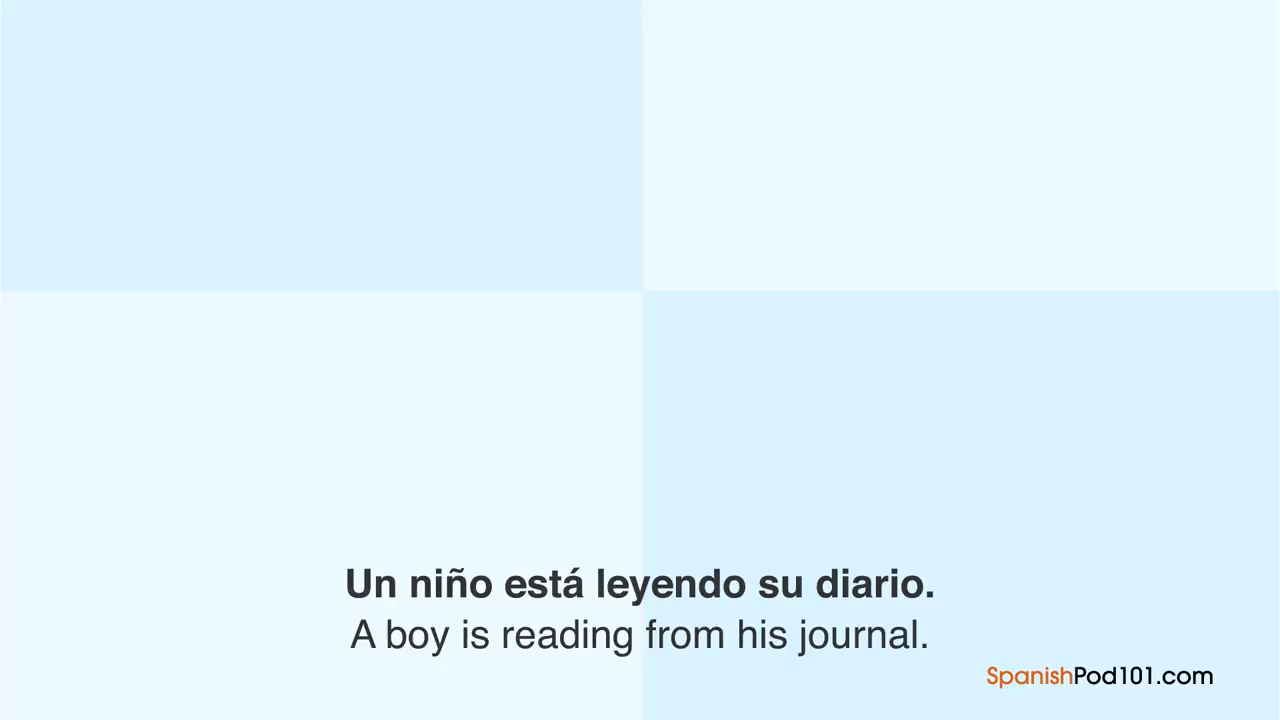 Un niño está leyendo su diario.
A boy is reading from his journal.
SpanishPod101.com